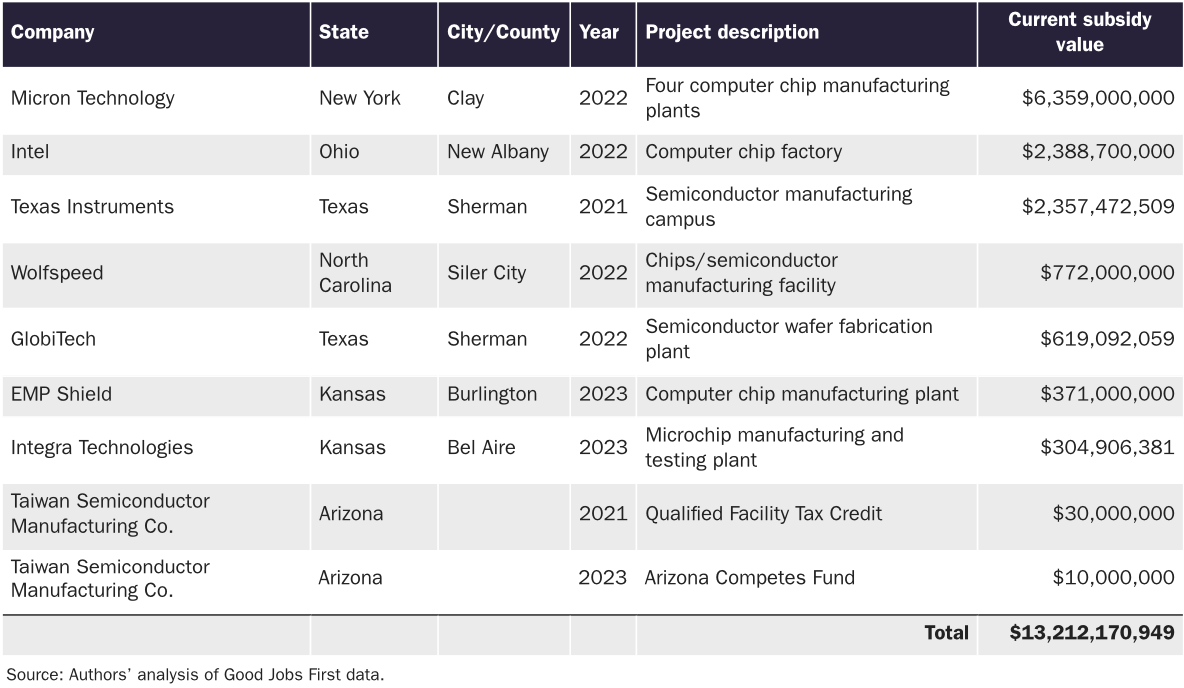 Company State City/County Year Project description Current subsidy
value
Micron Technology New York Clay 2022 Four computer chip manufacturing
plants $6,359,000,000
Intel Ohio New Albany 2022 Computer chip factory $2,388,700,000
Texas Instruments Texas Sherman 2021 Semiconductor manufacturing
campus $2,357,472,509
Wolfspeed North
Carolina Siler City 2022 Chips/semiconductor
manufacturing facility $772,000,000
GlobiTech Texas Sherman 2022 Semiconductor wafer fabrication
plant $619,092,059
EMP Shield Kansas Burlington 2023 Computer chip manufacturing plant $371,000,000
Integra Technologies Kansas Bel Aire 2023 Microchip manufacturing and
testing plant $304,906,381
Taiwan Semiconductor
Manufacturing Co. Arizona 2021 Qualified Facility Tax Credit $30,000,000
Taiwan Semiconductor
Manufacturing Co. Arizona 2023 Arizona Competes Fund $10,000,000
Total $13,212,170,949
Source: Authors’ analysis of Good Jobs First data.